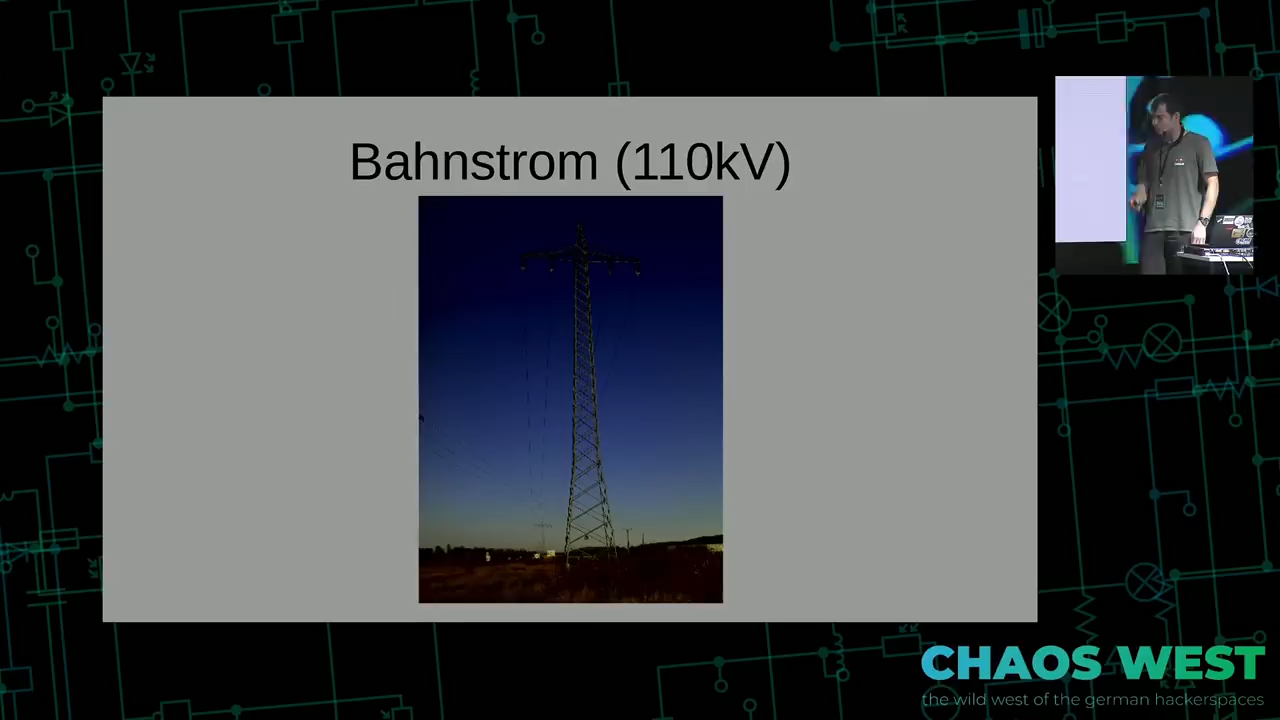 Bahnstrom (110kV)
CHAOS WEST
the wild west of the german hackerspaces